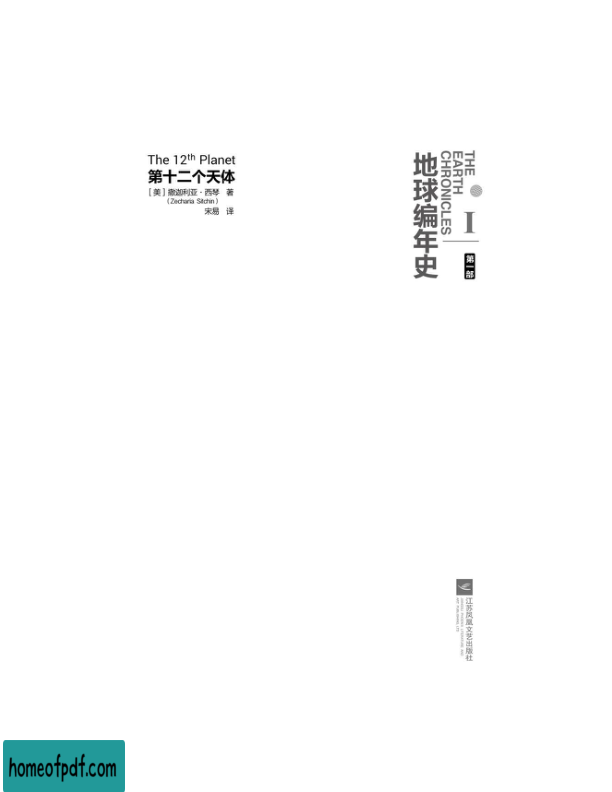 The 12th Planet
第十二个天体
［美］撒迦利亚·西琴 著
（Zecharia Sitchin）
宋易 译
THE
EARTH
CHRONICLES
地球编年史
I
第一部
江苏凤凰文艺出版社
homeofpdf.com